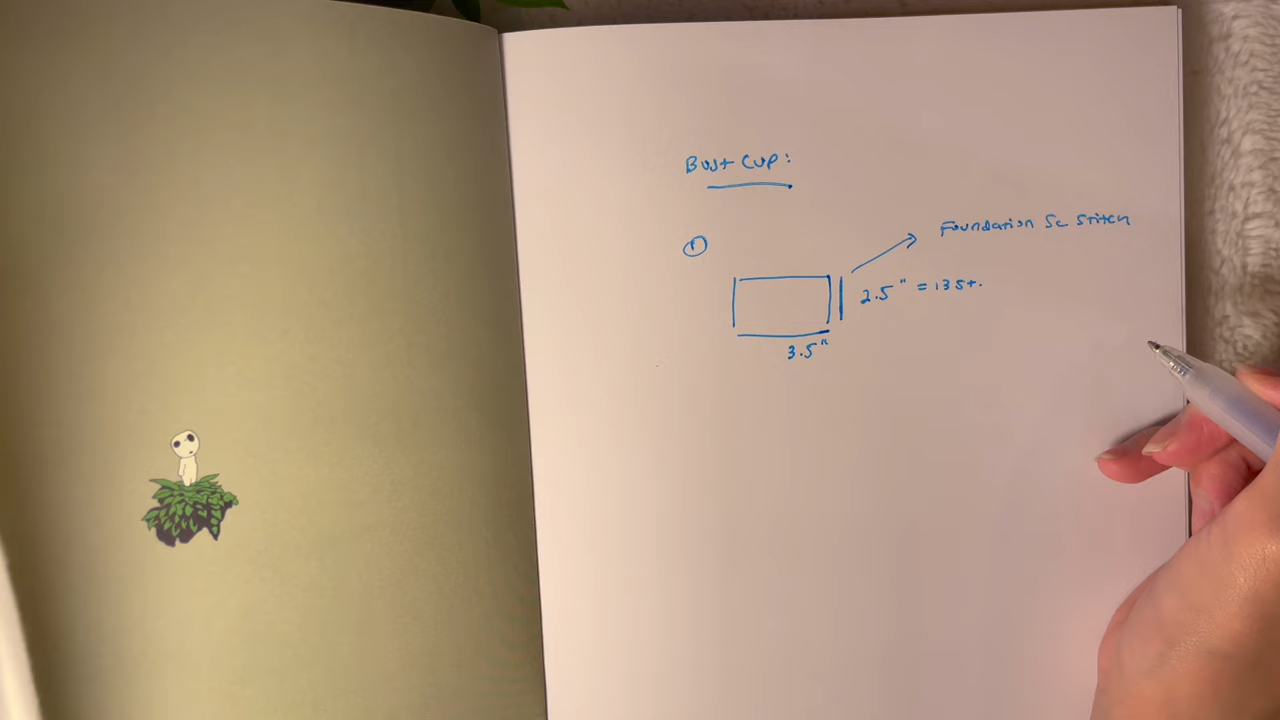 Bust Cup:
①
Foundation Sc Stitch
2.5" = 13 st.
3.5"